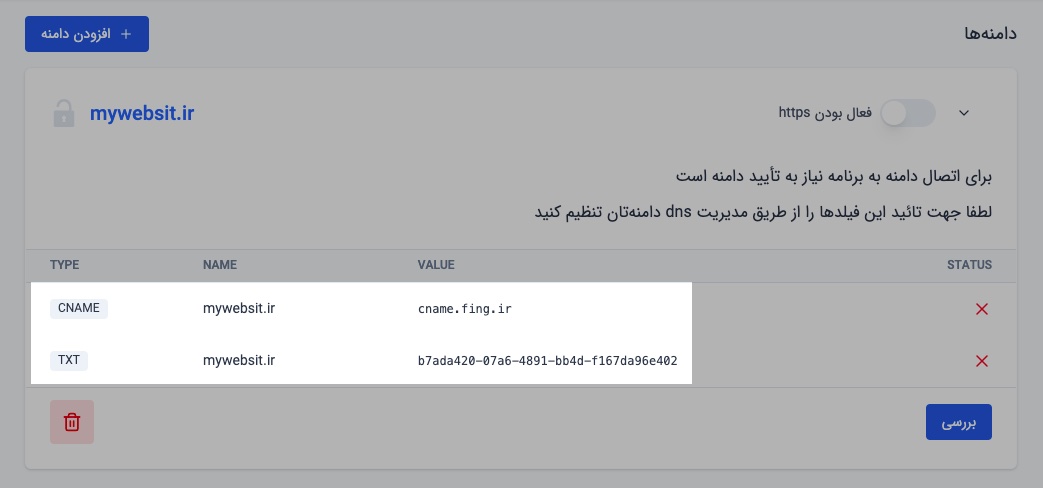 دامنه‌ها
افزودن دامنه +
mywebsit.ir
فعال بودن https
برای اتصال دامنه به برنامه نیاز به تأیید دامنه است
لطفا جهت تائید این فیلدها را از طریق مدیریت dns دامنه‌تان تنظیم کنید
TYPE NAME VALUE STATUS
CNAME mywebsit.ir cname.fing.ir
TXT mywebsit.ir b7ada420-07a6-4891-bb4d-f167da96e402
بررسی